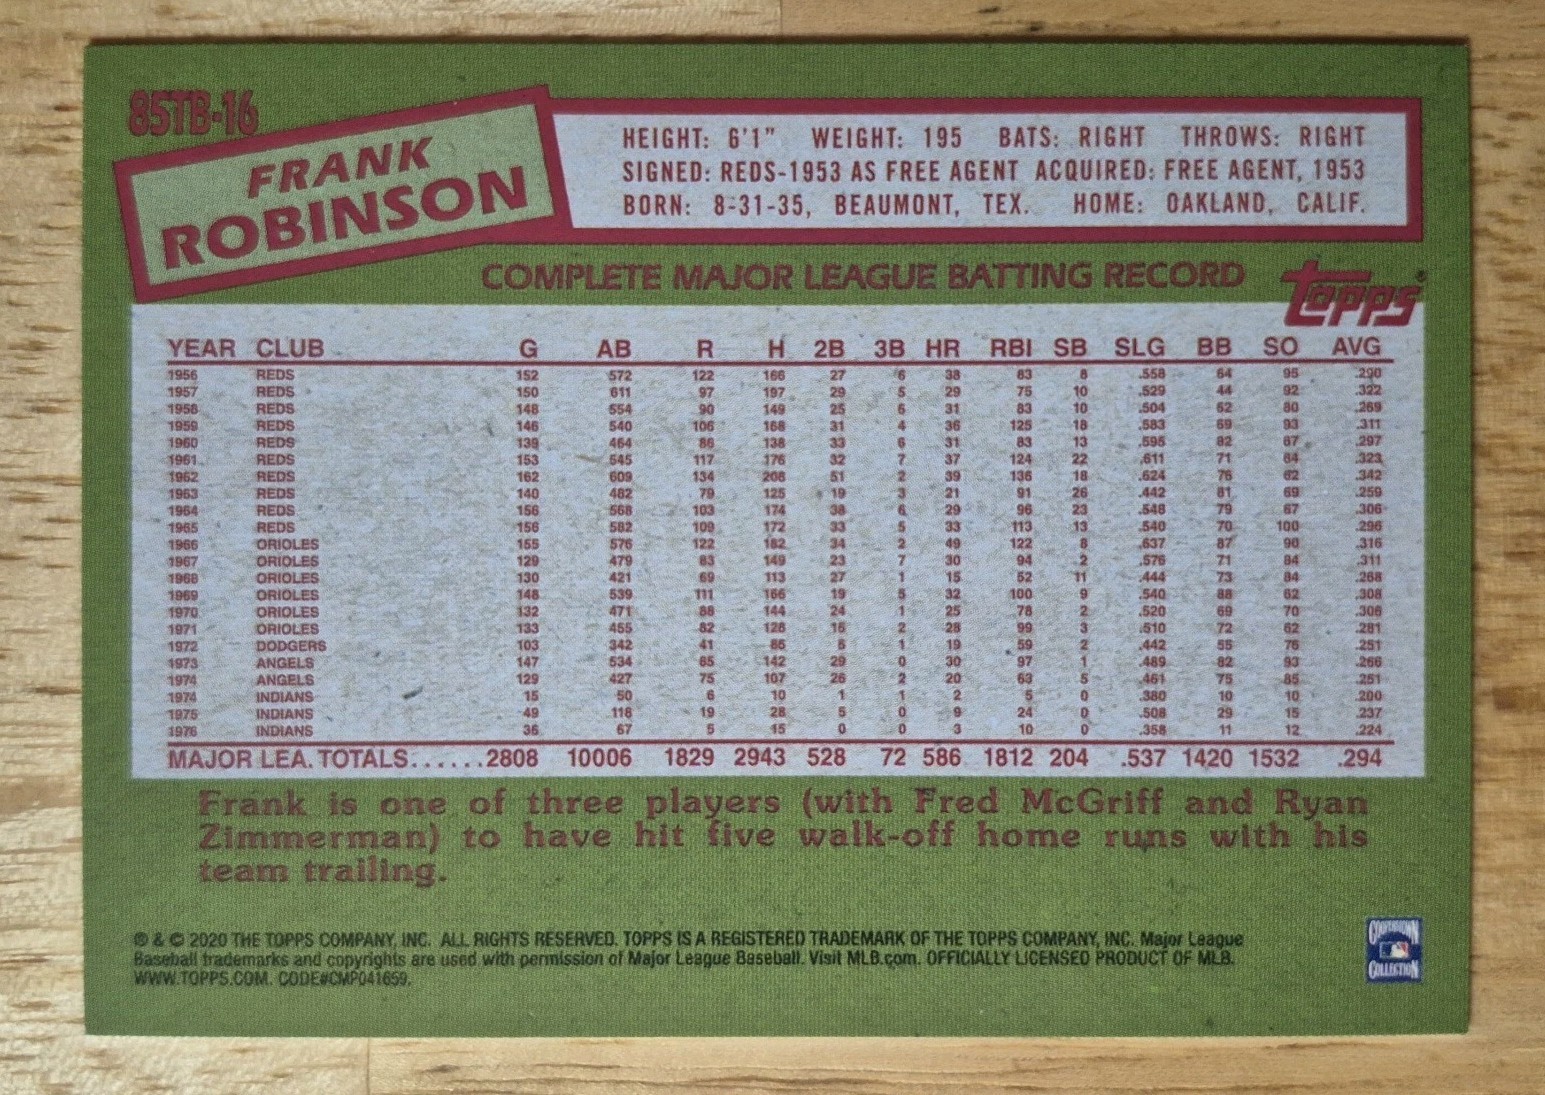 85TB-16
FRANK
ROBINSON
HEIGHT: 6'1" WEIGHT: 195 BATS: RIGHT THROWS: RIGHT
SIGNED: REDS-1953 AS FREE AGENT ACQUIRED: FREE AGENT, 1953
BORN: 8-31-35, BEAUMONT, TEX. HOME: OAKLAND, CALIF.
COMPLETE MAJOR LEAGUE BATTING RECORD
topps®
YEAR CLUB G AB R H 2B 3B HR RBI SB SLG BB SO AVG
1956 REDS 152 572 122 166 27 6 38 83 8 .558 64 95 .290
1957 REDS 150 611 97 197 29 5 29 75 10 .529 44 92 .322
1958 REDS 148 554 90 149 25 6 31 83 10 .504 62 80 .269
1959 REDS 146 540 106 168 31 4 36 125 18 .583 69 93 .311
1960 REDS 139 464 86 138 33 6 31 83 13 .595 82 67 .297
1961 REDS 153 545 117 176 32 7 37 124 22 .611 71 64 .323
1962 REDS 162 609 134 208 51 2 39 136 18 .624 76 62 .342
1963 REDS 140 482 79 125 19 3 21 91 26 .442 81 69 .259
1964 REDS 156 568 103 174 38 6 29 96 23 .548 79 67 .306
1965 REDS 156 582 109 172 33 5 33 113 13 .540 70 100 .296
1966 ORIOLES 155 576 122 182 34 2 49 122 8 .637 87 90 .316
1967 ORIOLES 129 479 83 149 23 7 30 94 2 .576 71 84 .311
1968 ORIOLES 130 421 69 113 27 1 15 52 11 .444 73 84 .268
1969 ORIOLES 148 539 111 166 19 5 32 100 9 .540 88 62 .308
1970 ORIOLES 132 471 88 144 24 1 25 78 2 .520 69 70 .306
1971 ORIOLES 133 455 82 128 16 2 28 99 3 .510 72 62 .281
1972 DODGERS 103 342 41 86 6 1 19 59 2 .442 55 76 .251
1973 ANGELS 147 534 85 142 29 0 30 97 1 .489 82 93 .266
1974 ANGELS 129 427 75 107 26 2 20 63 5 .461 75 85 .251
1974 INDIANS 15 50 6 10 1 1 2 5 0 .380 10 10 .200
1975 INDIANS 49 118 19 28 5 0 9 24 0 .508 29 15 .237
1976 INDIANS 36 67 5 15 0 0 3 10 0 .358 11 12 .224
MAJOR LEA. TOTALS......2808 10006 1829 2943 528 72 586 1812 204 .537 1420 1532 .294
Frank is one of three players (with Fred McGriff and Ryan
Zimmerman) to have hit five walk-off home runs with his
team trailing.
® & © 2020 THE TOPPS COMPANY, INC. ALL RIGHTS RESERVED. TOPPS IS A REGISTERED TRADEMARK OF THE TOPPS COMPANY, INC. Major League
Baseball trademarks and copyrights are used with permission of Major League Baseball. Visit MLB.com. OFFICIALLY LICENSED PRODUCT OF MLB.
WWW.TOPPS.COM. CODE#CMP041659.
COOPERSTOWN
COLLECTION